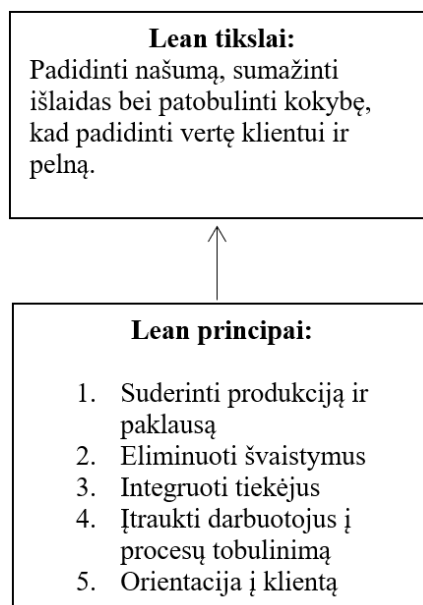 Lean tikslai:
Padidinti našumą, sumažinti
išlaidas bei patobulinti kokybę,
kad padidinti vertę klientui ir
pelną.
Lean principai:
1. Suderinti produkciją ir
paklausą
2. Eliminuoti švaistymus
3. Integruoti tiekėjus
4. Įtraukti darbuotojus į
procesų tobulinimą
5. Orientacija į klientą